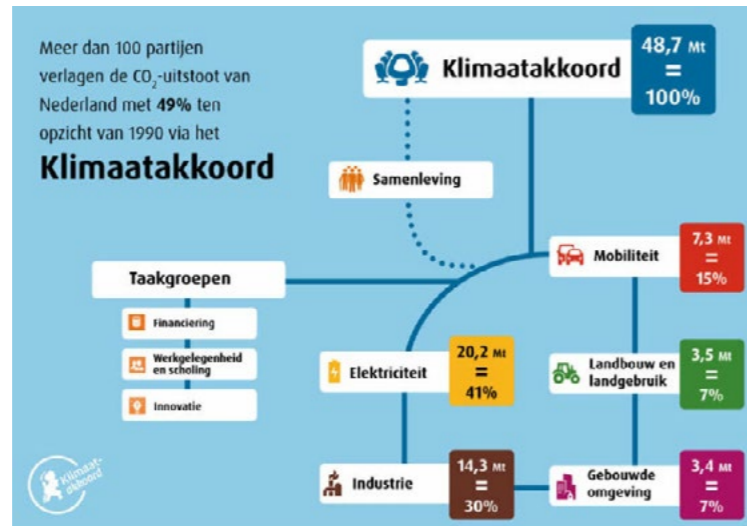 Meer dan 100 partijen
verlagen de CO2-uitstoot van
Nederland met 49% ten
opzicht van 1990 via het
Klimaatakkoord
Klimaatakkoord
48,7 Mt
=
100%
Samenleving
Taakgroepen
Financiering
Werkgelegenheid
en scholing
Innovatie
Mobiliteit
7,3 Mt
=
15%
Elektriciteit
20,2 Mt
=
41%
Landbouw en
landgebruik
3,5 Mt
=
7%
Industrie
14,3 Mt
=
30%
Gebouwde
omgeving
3,4 Mt
=
7%
Klimaat-
akkoord